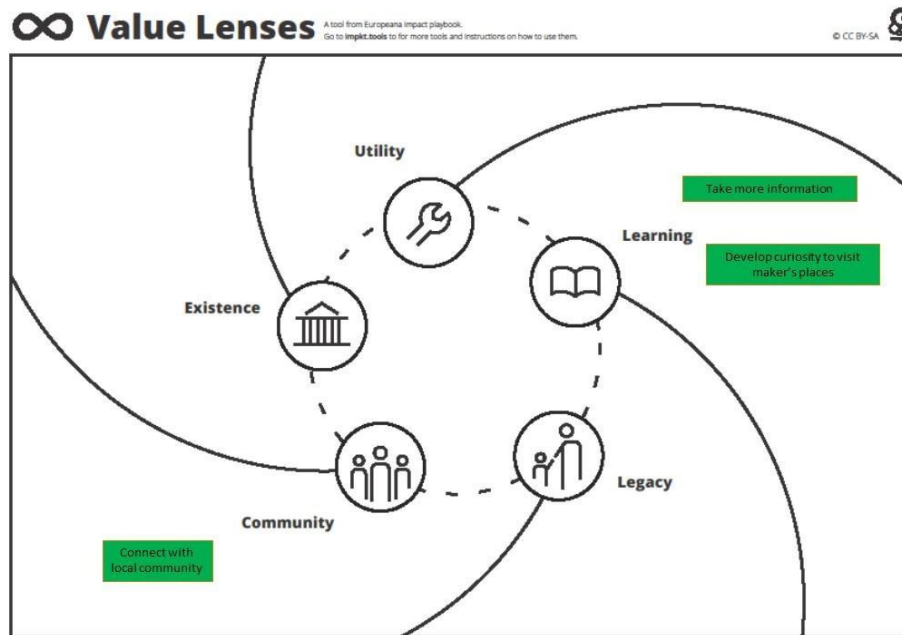 Value Lenses
A tool from Europeana impact playbook.
Go to impkt.tools to for more tools and instructions on how to use them.
© CC BY-SA
Utility
Take more information
Learning
Develop curiosity to visit
maker's places
Existence
Legacy
Community
Connect with
local community